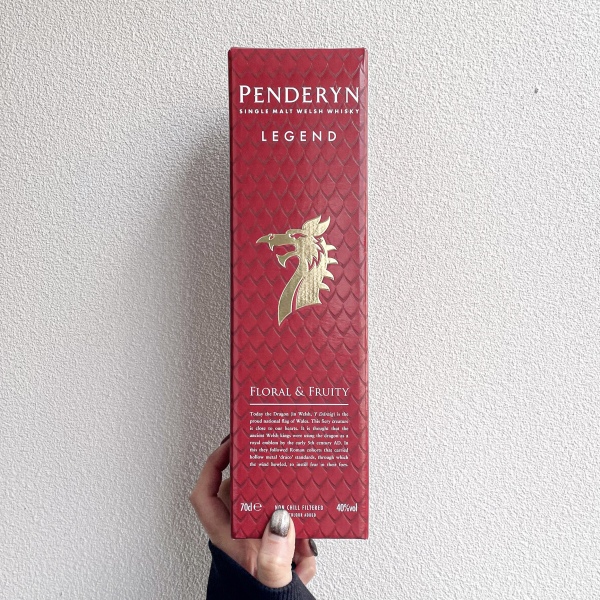 PENDERYN
SINGLE MALT WELSH WHISKY
LEGEND
FLORAL & FRUITY
Today the Dragon (in Welsh, Y Ddraig) is the
proud national flag of Wales. This fiery creature
is close to our hearts. It is thought that the
ancient Welsh kings were using the dragon as a
royal emblem by the early 5th century AD. In
this they followed Roman cohorts that carried
hollow metal 'draco' standards, through which
the wind howled, to instil fear in their foes.
70cl ℮ NON CHILL FILTERED 40%vol
COLOUR ADDED